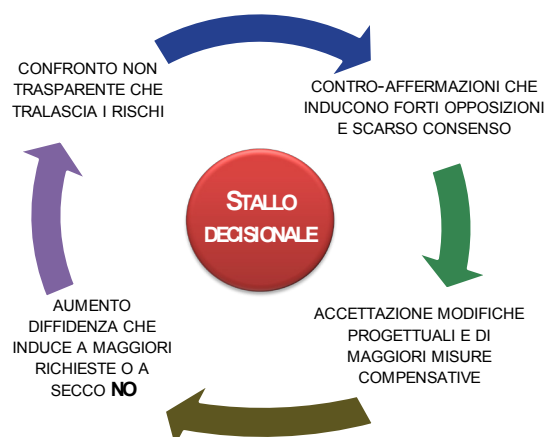 CONFRONTO NON
TRASPARENTE CHE
TRALASCIA I RISCHI
CONTRO-AFFERMAZIONI CHE
INDUCONO FORTI OPPOSIZIONI
E SCARSO CONSENSO
STALLO
DECISIONALE
AUMENTO
DIFFIDENZA CHE
INDUCE A MAGGIORI
RICHIESTE O A
SECCO NO
ACCETTAZIONE MODIFICHE
PROGETTUALI E DI
MAGGIORI MISURE
COMPENSATIVE